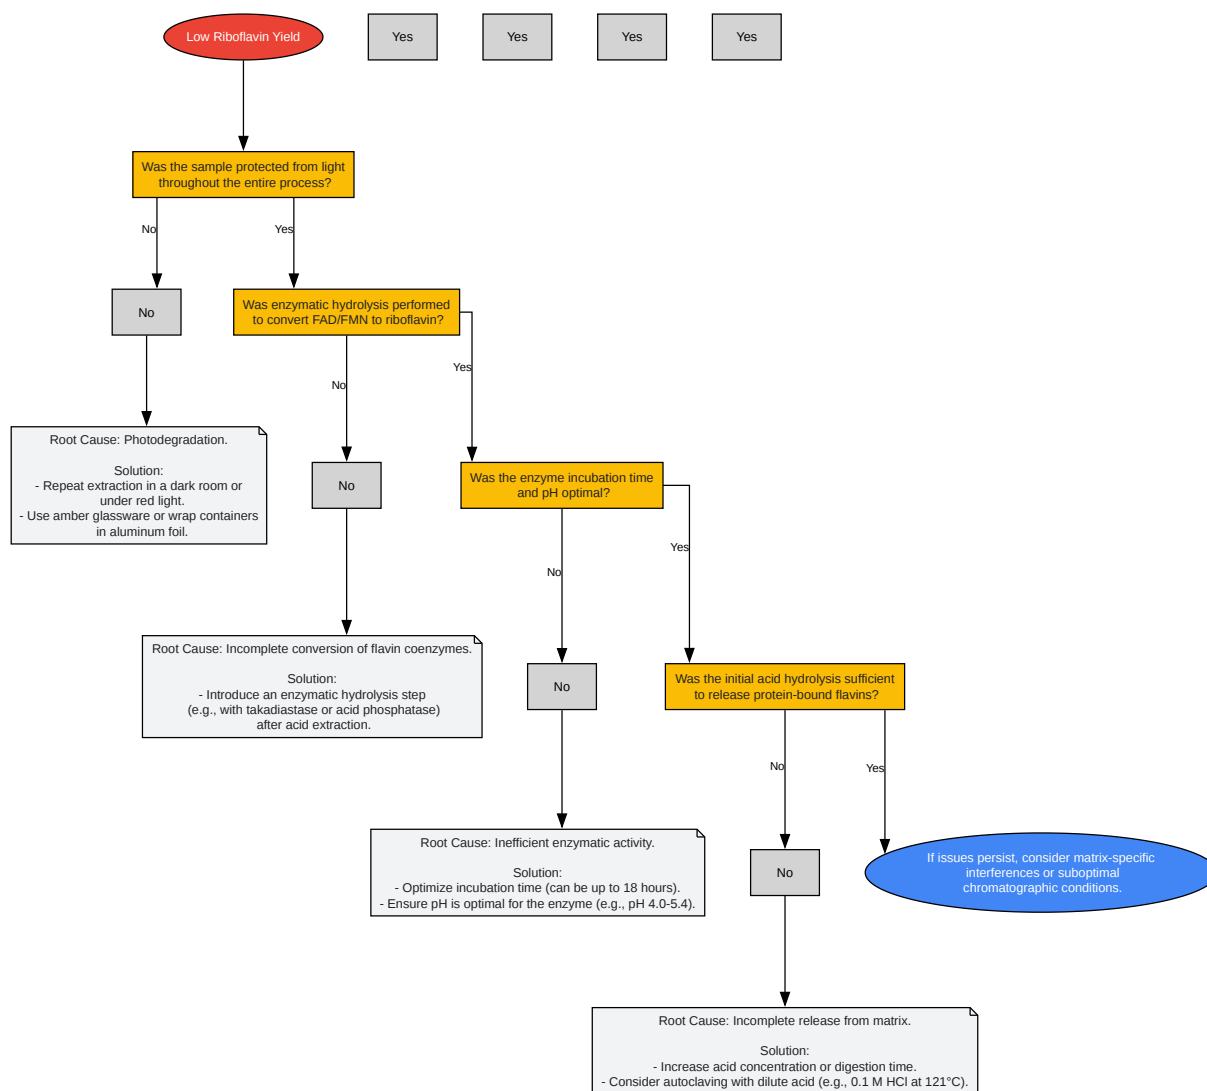 Low Riboflavin Yield
Yes
Yes
Yes
Yes
Was the sample protected from light
throughout the entire process?
No
Yes
No
Was enzymatic hydrolysis performed
to convert FAD/FMN to riboflavin?
No
Yes
Root Cause: Photodegradation.
Solution:
- Repeat extraction in a dark room or
under red light.
- Use amber glassware or wrap containers
in aluminum foil.
No
Was the enzyme incubation time
and pH optimal?
No
Yes
Root Cause: Incomplete conversion of flavin coenzymes.
Solution:
- Introduce an enzymatic hydrolysis step
(e.g., with takadiastase or acid phosphatase)
after acid extraction.
No
Was the initial acid hydrolysis sufficient
to release protein-bound flavins?
No
Yes
Root Cause: Inefficient enzymatic activity.
Solution:
- Optimize incubation time (can be up to 18 hours).
- Ensure pH is optimal for the enzyme (e.g., pH 4.0-5.4).
No
If issues persist, consider matrix-specific
interferences or suboptimal
chromatographic conditions.
Root Cause: Incomplete release from matrix.
Solution:
- Increase acid concentration or digestion time.
- Consider autoclaving with dilute acid (e.g., 0.1 M HCl at 121°C).